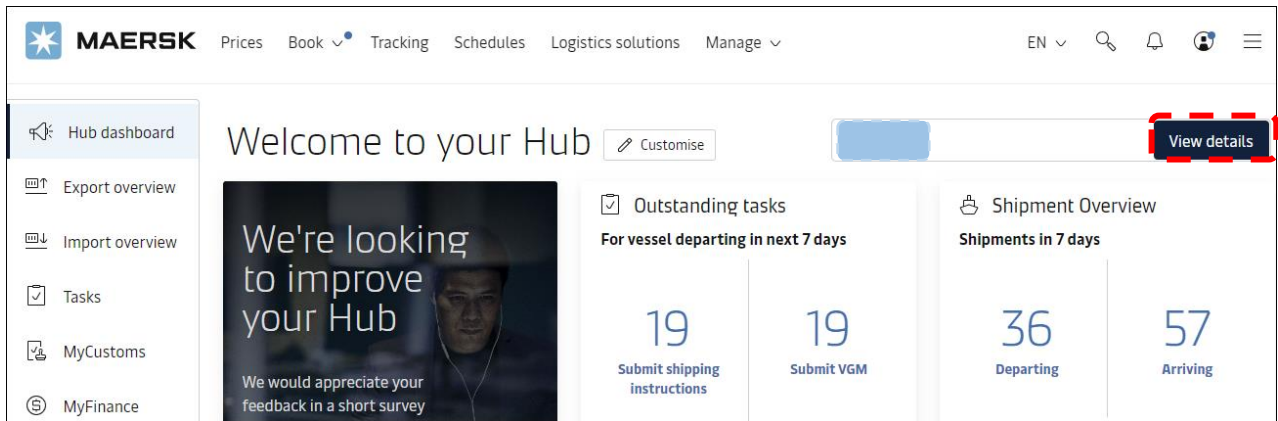 MAERSK Prices Book Tracking Schedules Logistics solutions Manage EN
Hub dashboard
Export overview
Import overview
Tasks
MyCustoms
MyFinance
Welcome to your Hub Customise View details
We're looking
to improve
your Hub
We would appreciate your
feedback in a short survey
Outstanding tasks
For vessel departing in next 7 days
19 19
Submit shipping
instructions
Submit VGM
Shipment Overview
Shipments in 7 days
36 57
Departing Arriving